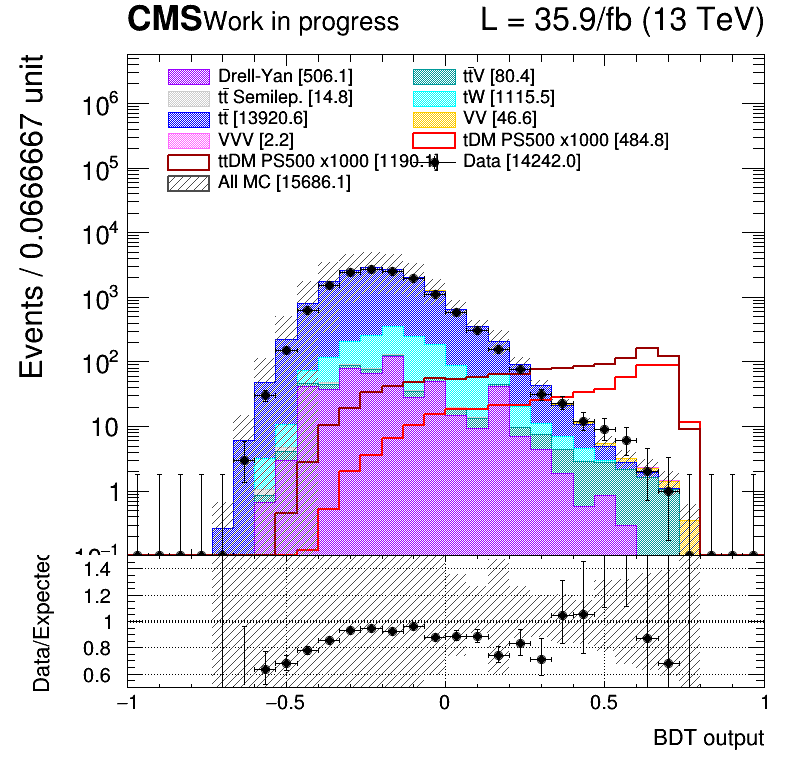 CMS Work in progress L = 35.9/fb (13 TeV)
Drell-Yan [506.1] tt̄V [80.4]
tt̄ Semilep. [14.8] tW [1115.5]
tt̄ [13920.6] VV [46.6]
VVV [2.2] tDM PS500 x1000 [484.8]
ttDM PS500 x1000 [1190.1] Data [14242.0]
All MC [15686.1]
Events / 0.0666667 unit
10⁶
10⁵
10⁴
10³
10²
10
1
10⁻¹
Data/Expected
1.4
1.2
1
0.8
0.6
−1 −0.5 0 0.5 1
BDT output